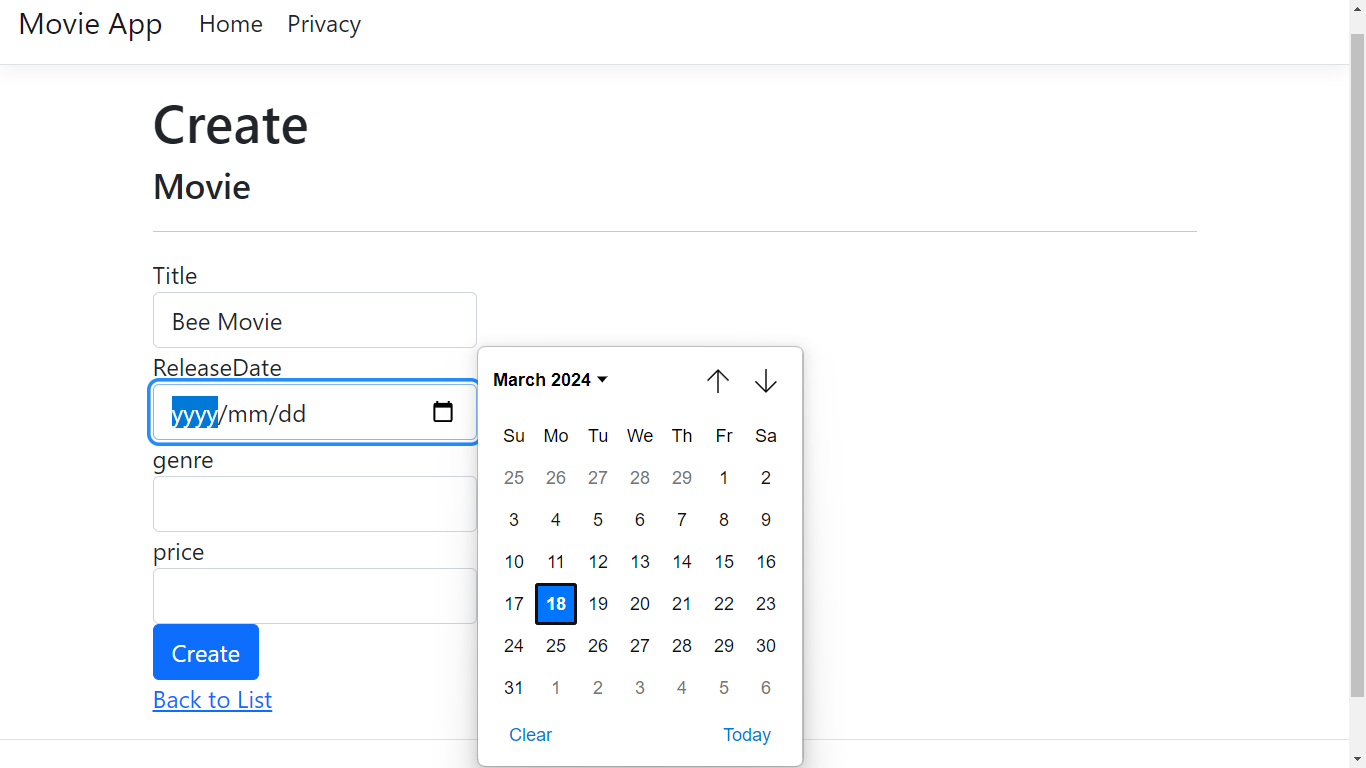 Movie App Home Privacy
Create
Movie
Title
Bee Movie
ReleaseDate
yyyy/mm/dd
genre
price
Create
Back to List
March 2024
Su Mo Tu We Th Fr Sa
25 26 27 28 29 1 2
3 4 5 6 7 8 9
10 11 12 13 14 15 16
17 18 19 20 21 22 23
24 25 26 27 28 29 30
31 1 2 3 4 5 6
Clear Today